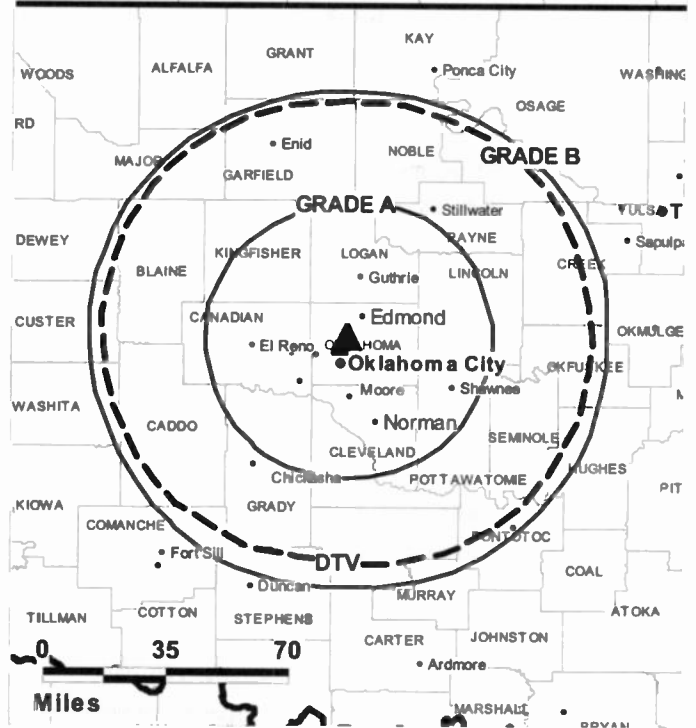 KAY
GRANT
ALFALFA
WOODS
Ponca City
WASHING
OSAGE
RD
Enid
NOBLE
GRADE B
MAJOR
GARFIELD
GRADE A
Stillwater
TULSA
T
DEWEY
PAYNE
Sapulpa
KINGFISHER
LOGAN
BLAINE
Guthrie
LINCOLN
CREEK
CUSTER
CANADIAN
Edmond
OKMULGE
El Reno
OKLAHOMA
Oklahoma City
OKFUSKEE
Moore
Shawnee
WASHITA
CADDO
Norman
SEMINOLE
CLEVELAND
HUGHES
Chickasha
POTTAWATOMIE
PIT
KIOWA
GRADY
COMANCHE
PONTOTOC
Fort Sill
DTV
COAL
Duncan
MURRAY
TILLMAN
COTTON
STEPHENS
ATOKA
CARTER
JOHNSTON
0 35 70
Ardmore
Miles
MARSHALL
BRYAN